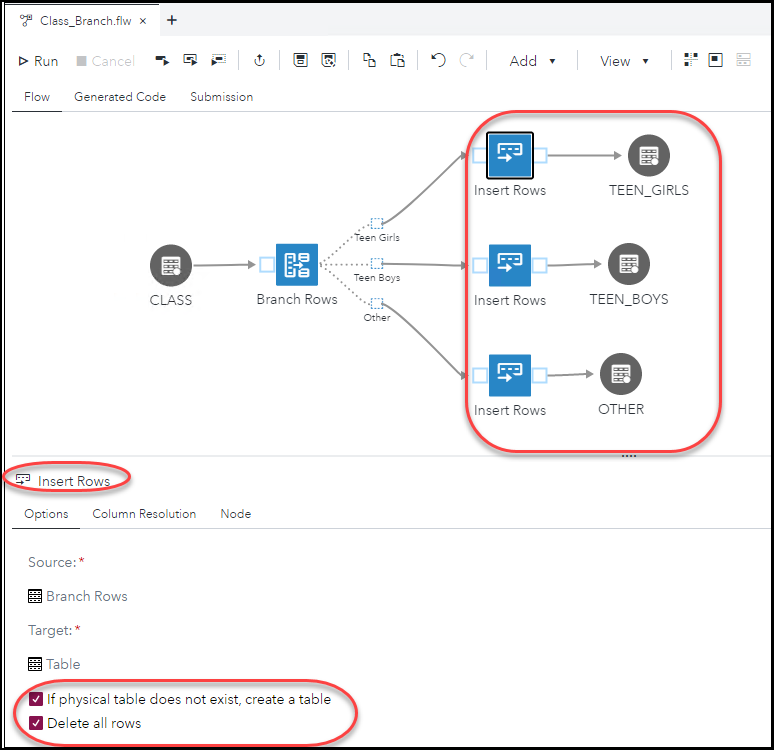 Class_Branch.flw × +
Run Cancel Add View
Flow Generated Code Submission
Insert Rows
TEEN_GIRLS
Teen Girls
CLASS
Branch Rows
Teen Boys
Insert Rows
TEEN_BOYS
Other
Insert Rows
OTHER
Insert Rows
Options Column Resolution Node
Source: *
Branch Rows
Target: *
Table
If physical table does not exist, create a table
Delete all rows